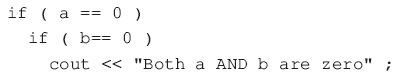 if ( a == 0 )
if ( b== 0 )
cout << "Both a AND b are zero" ;